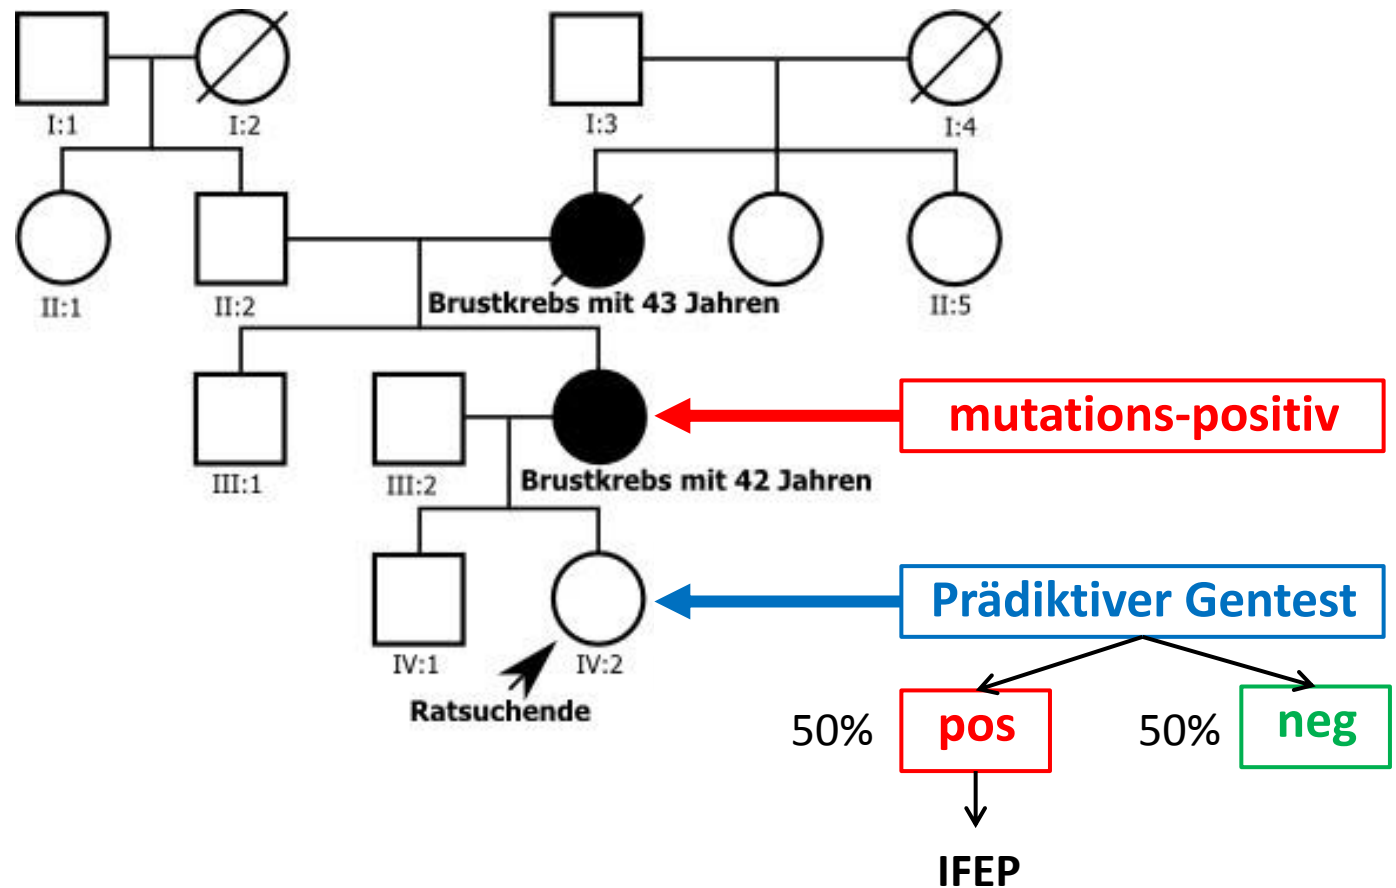 I:1
I:2
I:3
I:4
II:1
II:2
Brustkrebs mit 43 Jahren
II:5
III:1
III:2
Brustkrebs mit 42 Jahren
mutations-positiv
IV:1
IV:2
Ratsuchende
Prädiktiver Gentest
50%
pos
50%
neg
IFEP